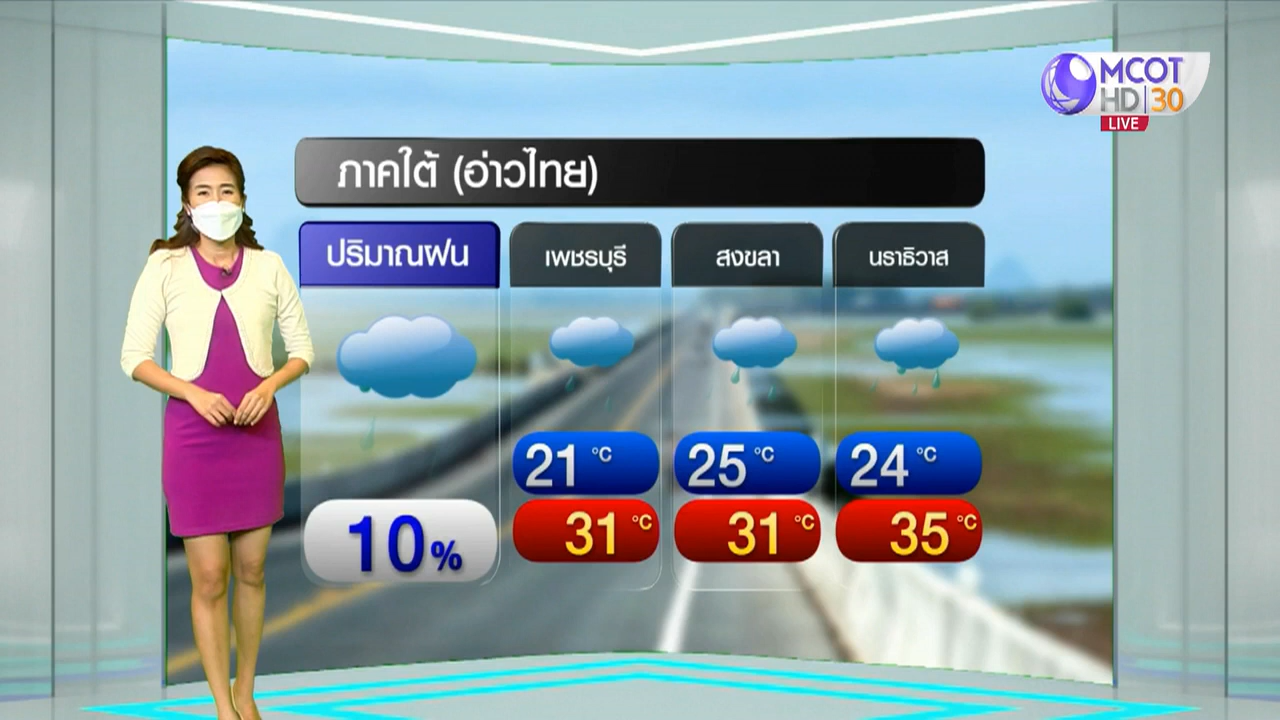 MCOT
HD 30
LIVE
ภาคใต้ (อ่าวไทย)
ปริมาณฝน
เพชรบุรี
สงขลา
นราธิวาส
21 °C
25 °C
24 °C
10%
31 °C
31 °C
35 °C